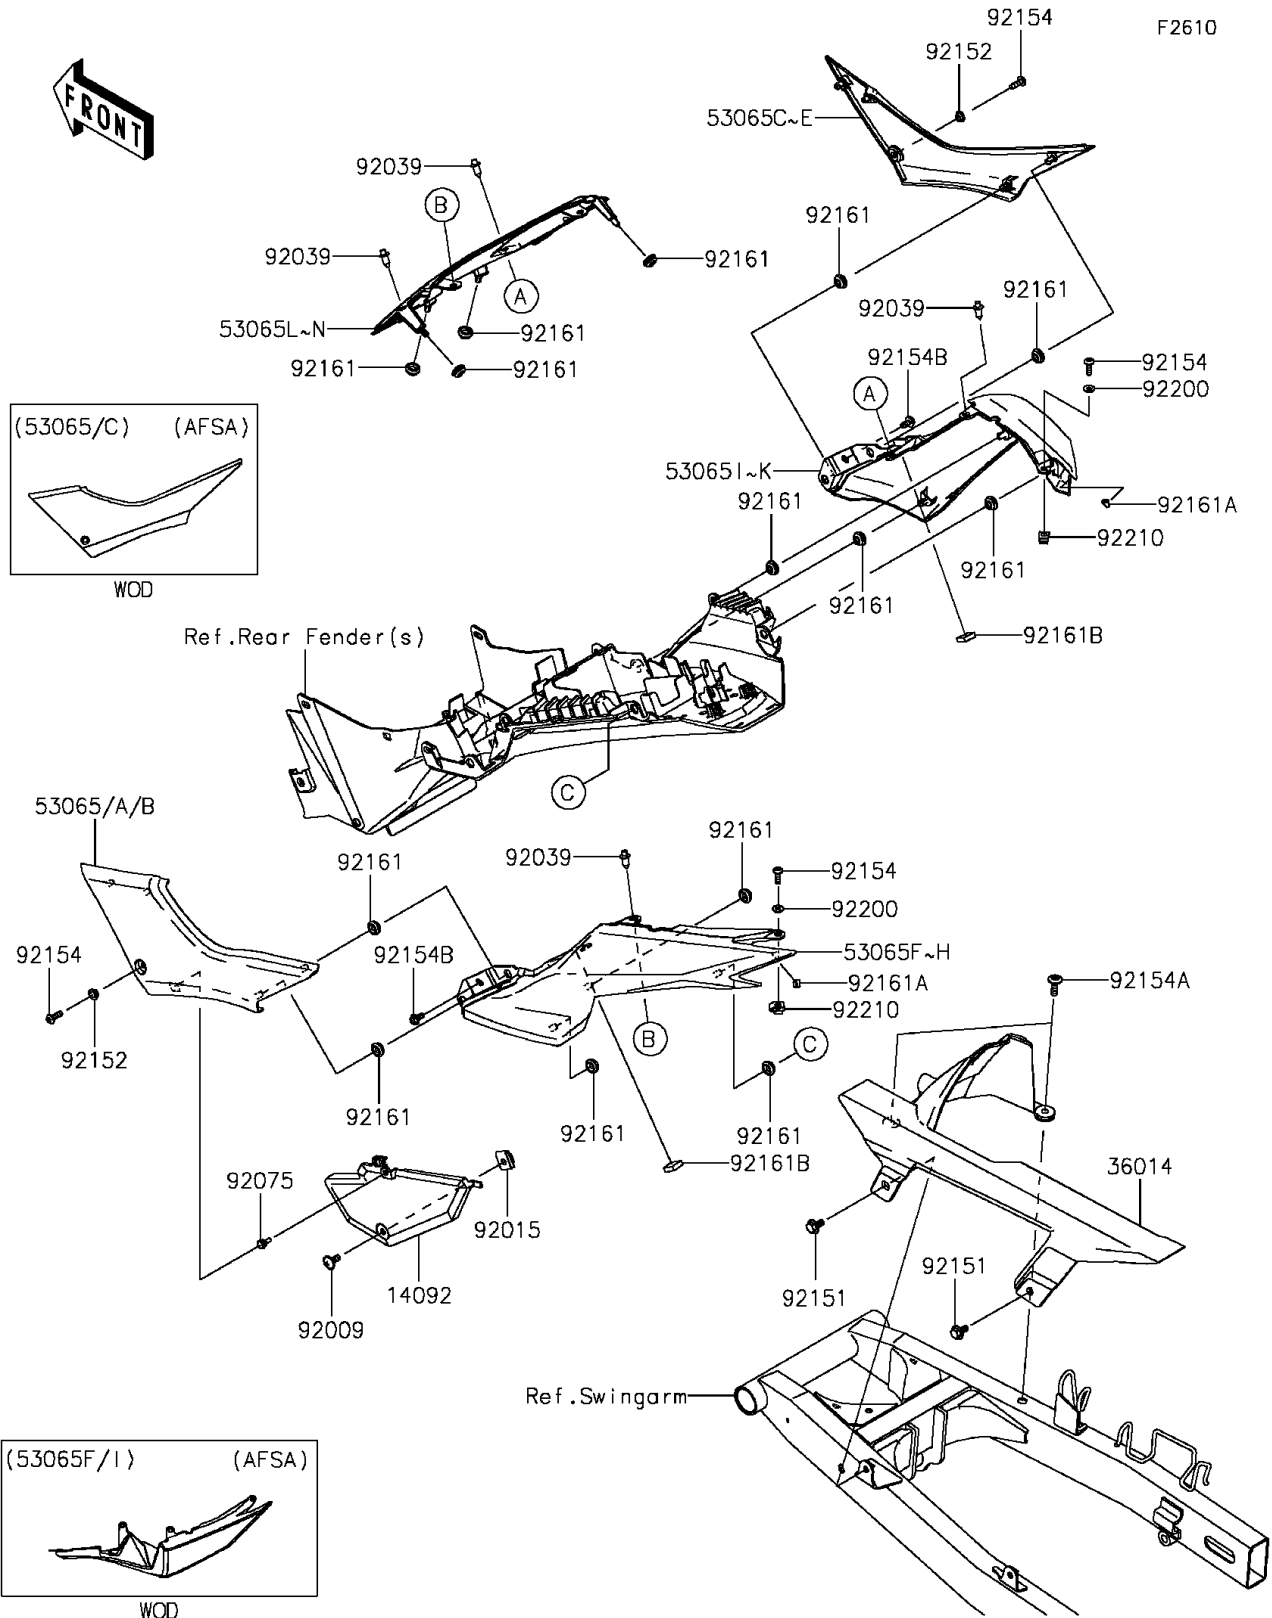 F2610
92154
92152
FRONT
53065C~E
92039
B
92161
92039
92161
A
92039
92161
53065L~N
92161
92154B
92154
92161
92161
92200
A
(53065/C) (AFSA)
53065I~K
92161
92161A
92210
92161
WOD
92161
92161B
Ref.Rear Fender(s)
C
53065/A/B
92161
92161
92039
92154
92200
92154
92154B
53065F~H
92161A
92154A
92210
B
C
92152
92161
92161
92161
92161B
36014
92075
92015
92151
92151
14092
92009
Ref.Swingarm
(53065F/I) (AFSA)
WOD